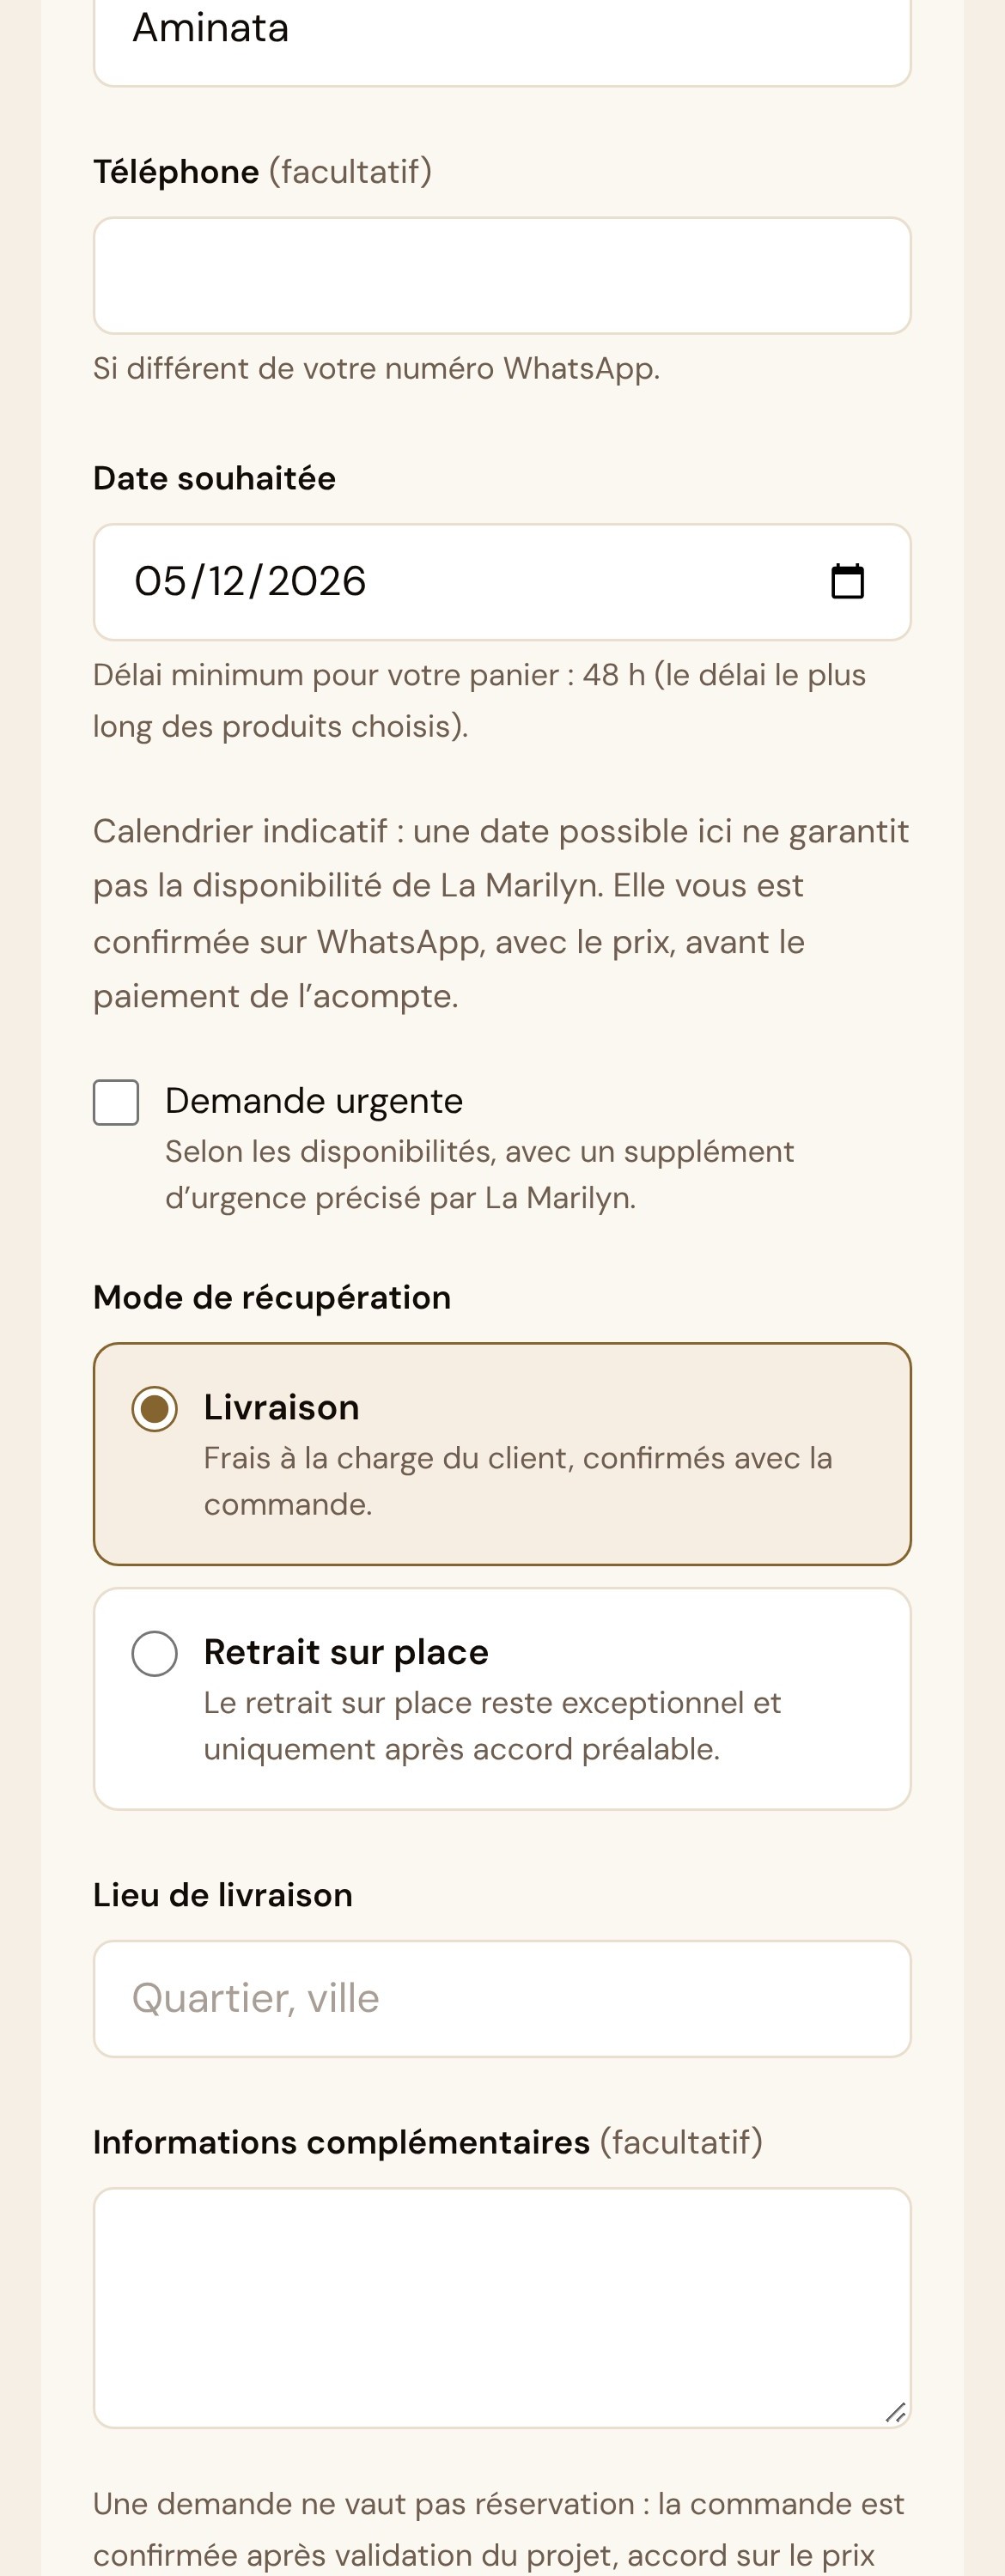 Aminata
Téléphone (facultatif)
Si différent de votre numéro WhatsApp.
Date souhaitée
05/12/2026
Délai minimum pour votre panier : 48 h (le délai le plus
long des produits choisis).
Calendrier indicatif : une date possible ici ne garantit
pas la disponibilité de La Marilyn. Elle vous est
confirmée sur WhatsApp, avec le prix, avant le
paiement de l’acompte.
Demande urgente
Selon les disponibilités, avec un supplément
d’urgence précisé par La Marilyn.
Mode de récupération
Livraison
Frais à la charge du client, confirmés avec la
commande.
Retrait sur place
Le retrait sur place reste exceptionnel et
uniquement après accord préalable.
Lieu de livraison
Quartier, ville
Informations complémentaires (facultatif)
Une demande ne vaut pas réservation : la commande est
confirmée après validation du projet, accord sur le prix